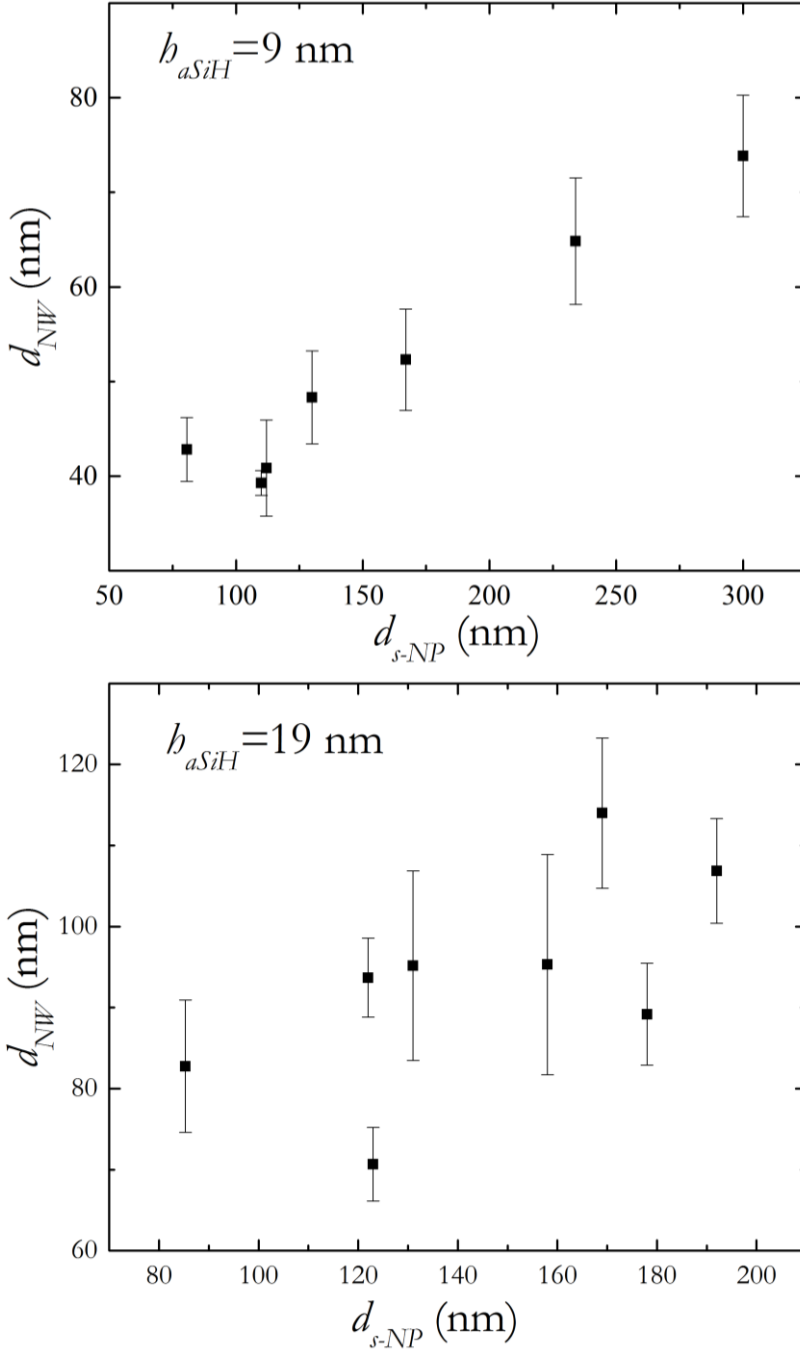 h_aSiH=9 nm
80
60
40
d_NW (nm)
50 100 150 200 250 300
d_s-NP (nm)
h_aSiH=19 nm
120
100
80
60
d_NW (nm)
80 100 120 140 160 180 200
d_s-NP (nm)